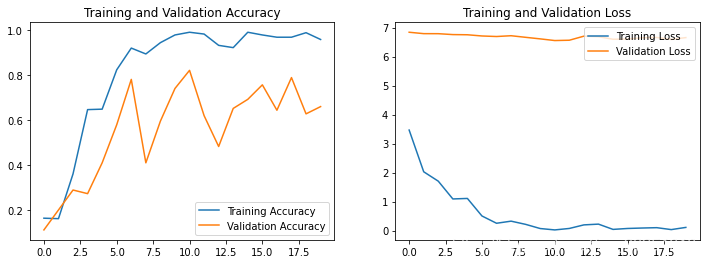 Training and Validation Accuracy
1.0
0.8
0.6
0.4
0.2
0.0 2.5 5.0 7.5 10.0 12.5 15.0 17.5
Training Accuracy
Validation Accuracy
Training and Validation Loss
7
6
5
4
3
2
1
0
0.0 2.5 5.0 7.5 10.0 12.5 15.0 17.5
Training Loss
Validation Loss